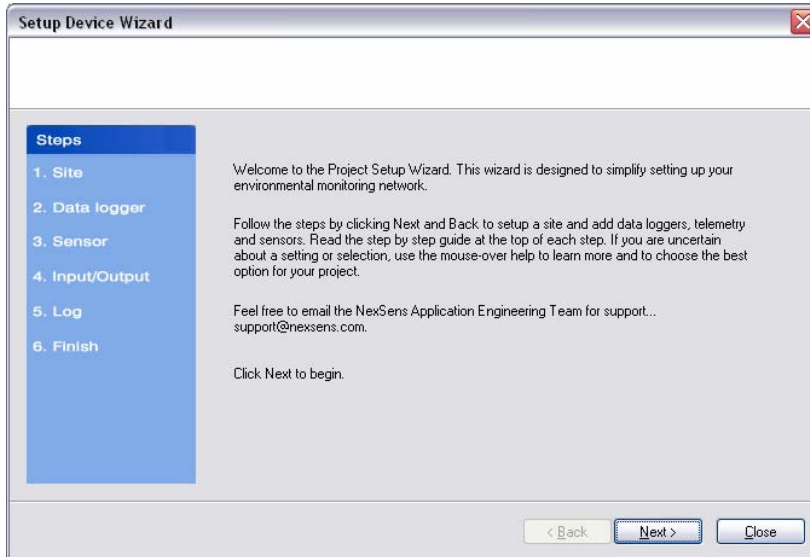 Setup Device Wizard
Steps
1. Site
2. Data logger
3. Sensor
4. Input/Output
5. Log
6. Finish
Welcome to the Project Setup Wizard. This wizard is designed to simplify setting up your
environmental monitoring network.
Follow the steps by clicking Next and Back to setup a site and add data loggers, telemetry
and sensors. Read the step by step guide at the top of each step. If you are uncertain
about a setting or selection, use the mouse-over help to learn more and to choose the best
option for your project.
Feel free to email the NexSens Application Engineering Team for support...
support@nexsens.com.
Click Next to begin.
< Back
Next >
Close